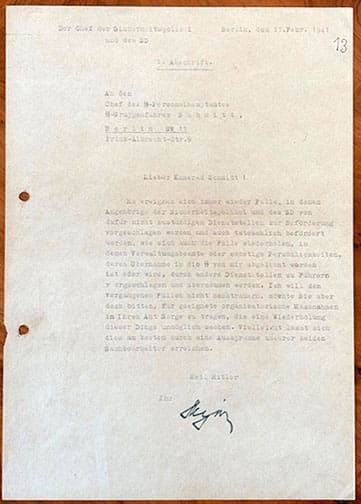 Der Chef der Sicherheitspolizei Berlin, den 11.Febr. 1941
und des SD
13
1. Abschrift.
An den
Chef des SS-Personalhauptamtes
SS-Gruppenführer S c h m i t t ,
B e r l i n SW 11
Prinz-Albrecht-Str.9
Lieber Kamerad Schmitt !
Es ereignen sich immer wieder Fälle, in denen
Angehörige der Sicherheitspolizei und des SD von
dafür nicht zuständigen Dienststellen zur Beförderung
vorgeschlagen werden und auch tatsächlich befördert
werden, wie sich auch die Fälle wiederholen, in
denen Verwaltungsbeamte oder sonstige Persönlichkeiten,
deren Übernahme in die SS von mir abgelehnt worden
ist oder wird, durch andere Dienststellen zu Führern
vorgeschlagen und übernommen werden. Ich will den
vergangenen Fällen nicht nachtrauern, möchte Sie aber
doch bitten, für geeignete organisatorische Massnahmen
in Ihrem Amt Sorge zu tragen, die eine Wiederholung
dieser Dinge unmöglich machen. Vielleicht lässt sich
dies am besten durch eine Aussprache unserer beiden
Sachbearbeiter erreichen.
Heil Hitler
Ihr